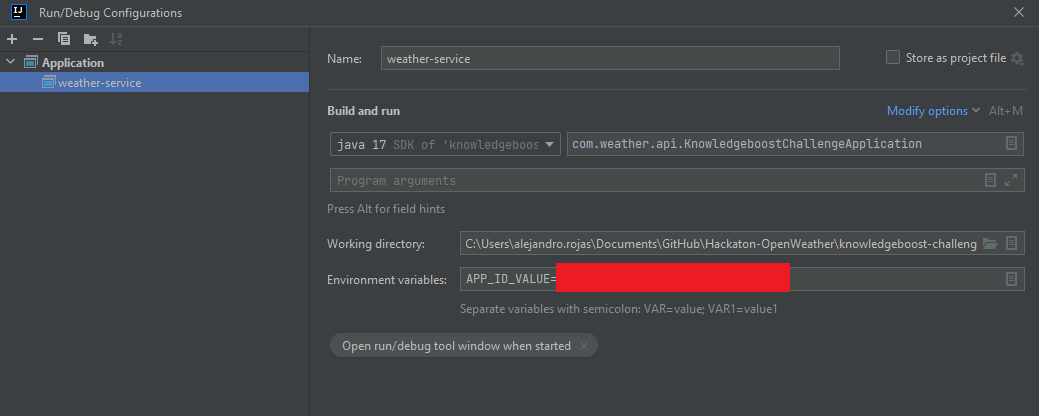 IJ Run/Debug Configurations
Application
weather-service
Name: weather-service Store as project file
Build and run Modify options Alt+M
java 17 SDK of 'knowledgeboos com.weather.api.KnowledgeboostChallengeApplication
Program arguments
Press Alt for field hints
Working directory: C:\Users\alejandro.rojas\Documents\GitHub\Hackaton-OpenWeather\knowledgeboost-challeng
Environment variables: APP_ID_VALUE=
Separate variables with semicolon: VAR=value; VAR1=value1
Open run/debug tool window when started